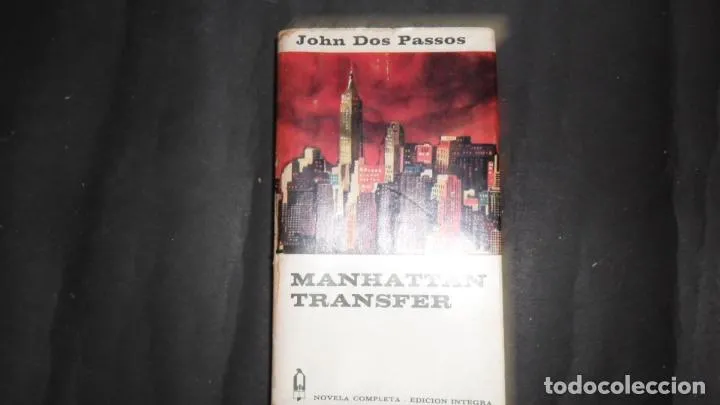 John Dos Passos
MANHATTAN
TRANSFER
NOVELA COMPLETA . EDICION INTEGRA
todocoleccion